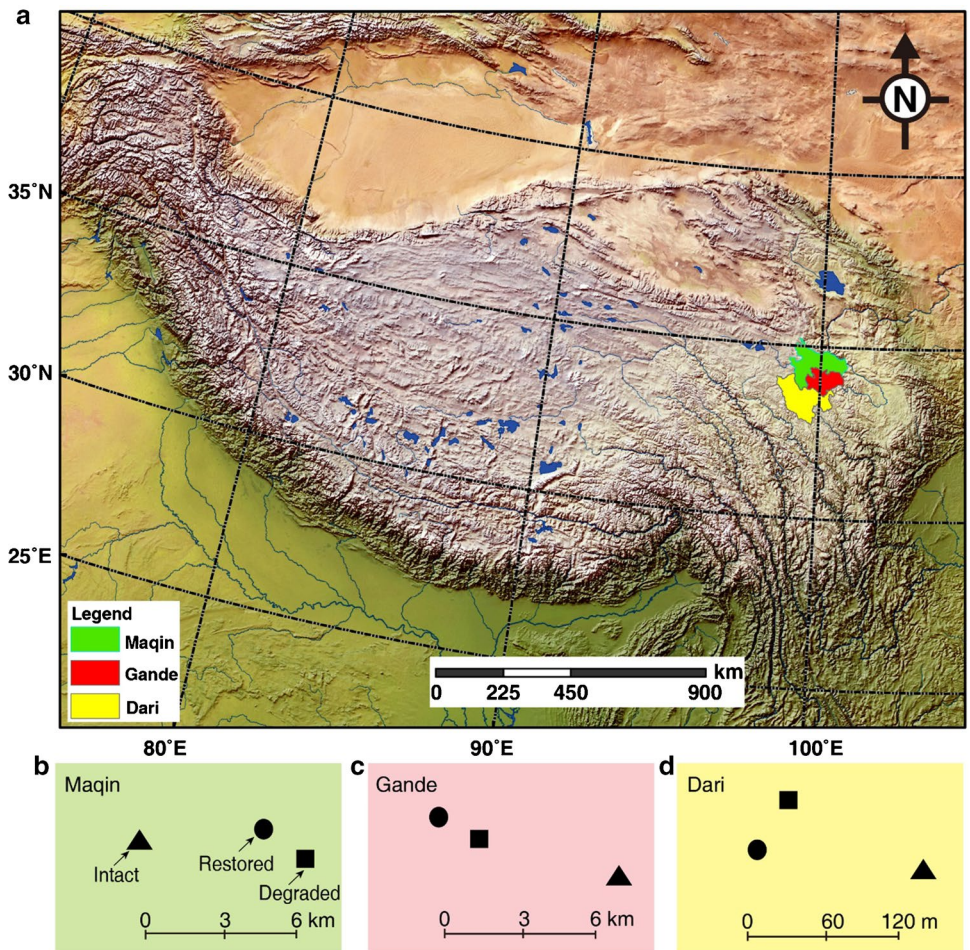 a
N
35°N
30°N
25°E
Legend
Maqin
Gande
Dari
km
0 225 450 900
80°E 90°E 100°E
b
Maqin
Intact
Restored
Degraded
0 3 6 km
c
Gande
0 3 6 km
d
Dari
0 60 120 m